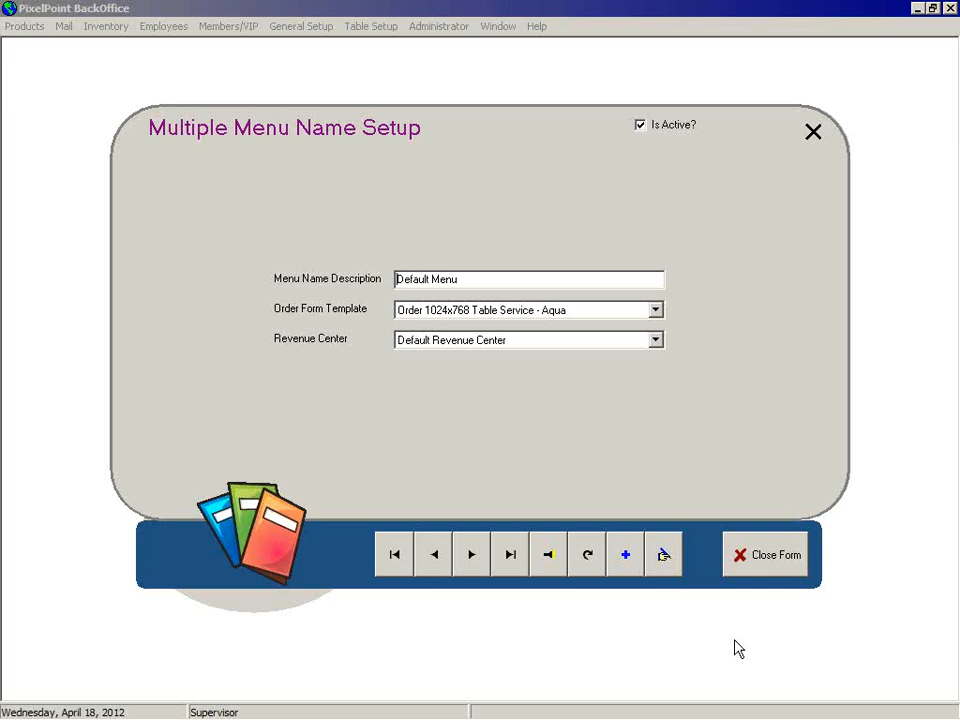 PixelPoint BackOffice
Products Mail Inventory Employees Members/VIP General Setup Table Setup Administrator Window Help
Multiple Menu Name Setup
Is Active?
Menu Name Description Default Menu
Order Form Template Order 1024x768 Table Service - Aqua
Revenue Center Default Revenue Center
Close Form
Wednesday, April 18, 2012 Supervisor